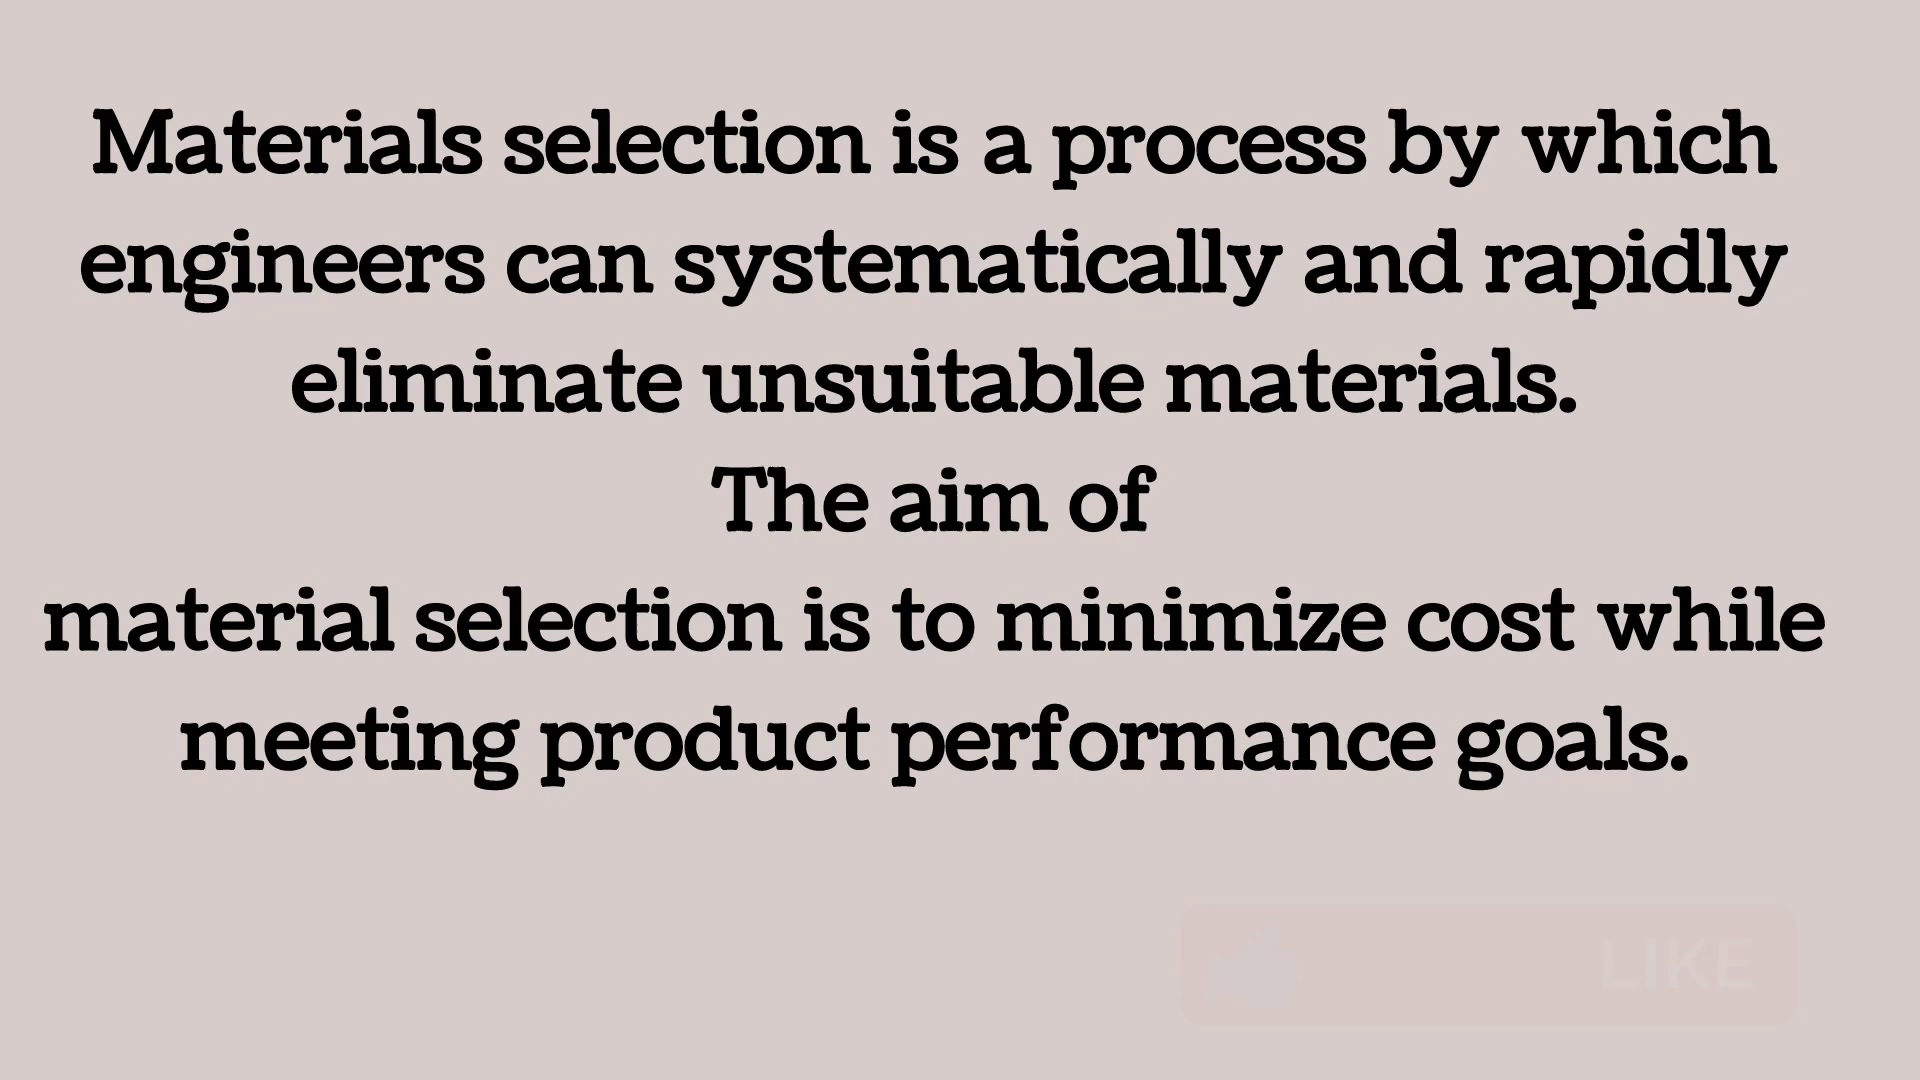 Materials selection is a process by which
engineers can systematically and rapidly
eliminate unsuitable materials.
The aim of
material selection is to minimize cost while
meeting product performance goals.
LIKE